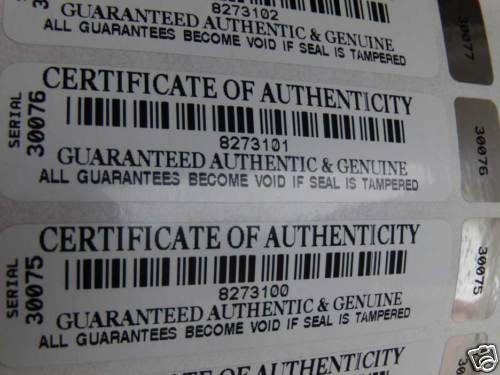 8273102
GUARANTEED AUTHENTIC & GENUINE
ALL GUARANTEES BECOME VOID IF SEAL IS TAMPERED
30077
SERIAL
30076
CERTIFICATE OF AUTHENTICITY
8273101
GUARANTEED AUTHENTIC & GENUINE
ALL GUARANTEES BECOME VOID IF SEAL IS TAMPERED
30076
SERIAL
30075
CERTIFICATE OF AUTHENTICITY
8273100
GUARANTEED AUTHENTIC & GENUINE
ALL GUARANTEES BECOME VOID IF SEAL IS TAMPERED
30075
OF AUTHENTICITY